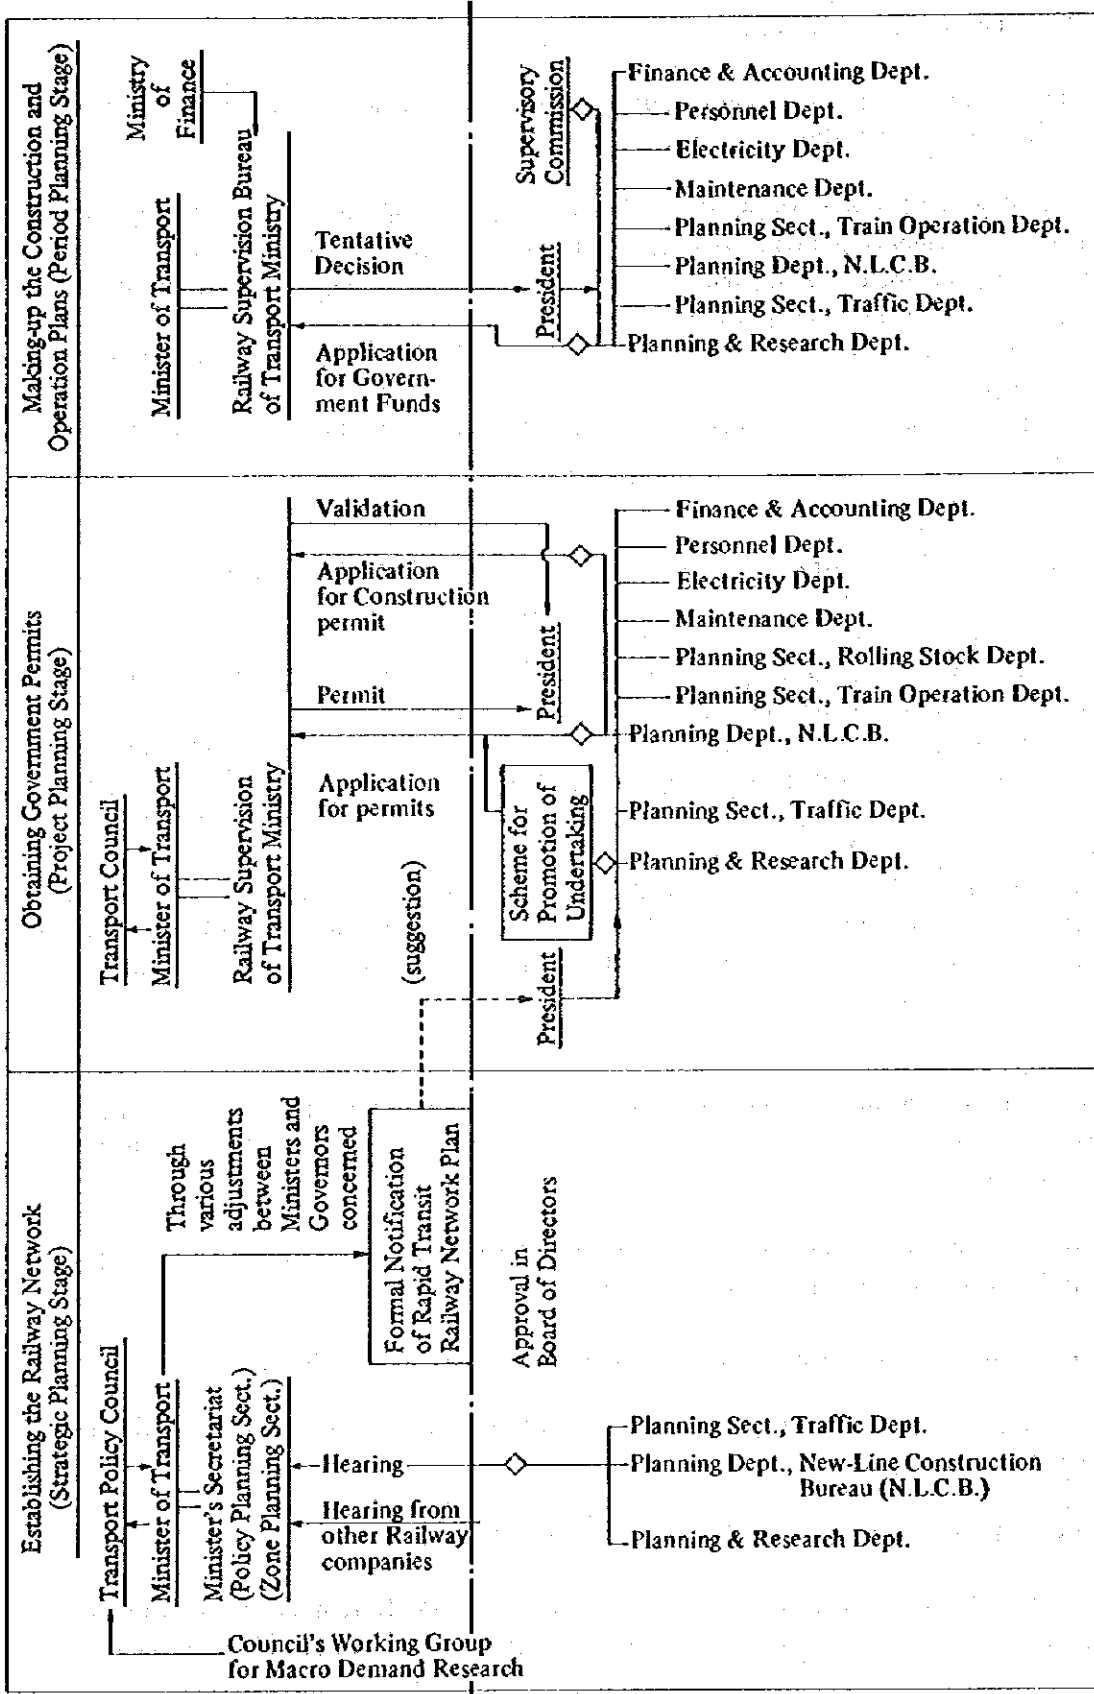 Establishing the Railway Network
(Strategic Planning Stage)
Transport Policy Council
Minister of Transport
Minister's Secretariat
(Policy Planning Sect.)
(Zone Planning Sect.)
Council's Working Group
for Macro Demand Research
Through
various
adjustments
between
Ministers and
Governors
concerned
Formal Notification
of Rapid Transit
Railway Network Plan
Hearing
Hearing from
other Railway
companies
Approval in
Board of Directors
Planning Sect., Traffic Dept.
Planning Dept., New-Line Construction
Bureau (N.L.C.B.)
Planning & Research Dept.
Obtaining Government Permits
(Project Planning Stage)
Transport Council
Minister of Transport
Railway Supervision
of Transport Ministry
Validation
Application
for Construction
permit
Permit
Application
for permits
(suggestion)
President
President
Scheme for
Promotion of
Undertaking
Finance & Accounting Dept.
Personnel Dept.
Electricity Dept.
Maintenance Dept.
Planning Sect., Rolling Stock Dept.
Planning Sect., Train Operation Dept.
Planning Dept., N.L.C.B.
Planning Sect., Traffic Dept.
Planning & Research Dept.
Making-up the Construction and
Operation Plans (Period Planning Stage)
Ministry
of
Finance
Minister of Transport
Railway Supervision Bureau
of Transport Ministry
Tentative
Decision
Application
for Govern-
ment Funds
President
Supervisory
Commission
Finance & Accounting Dept.
Personnel Dept.
Electricity Dept.
Maintenance Dept.
Planning Sect., Train Operation Dept.
Planning Dept., N.L.C.B.
Planning Sect., Traffic Dept.
Planning & Research Dept.